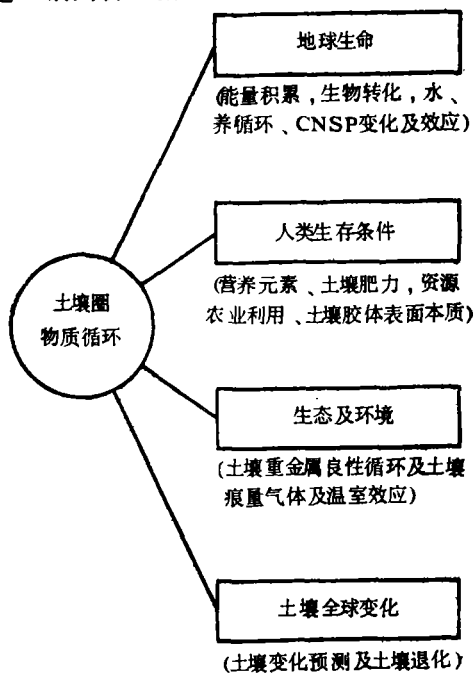 地球生命
(能量积累，生物转化，水、
养循环、CNSP变化及效应)
人类生存条件
(营养元素、土壤肥力，资源
农业利用、土壤胶体表面本质)
土壤圈
物质循环
生态及环境
(土壤重金属良性循环及土壤
痕量气体及温室效应)
土壤全球变化
(土壤变化预测及土壤退化)